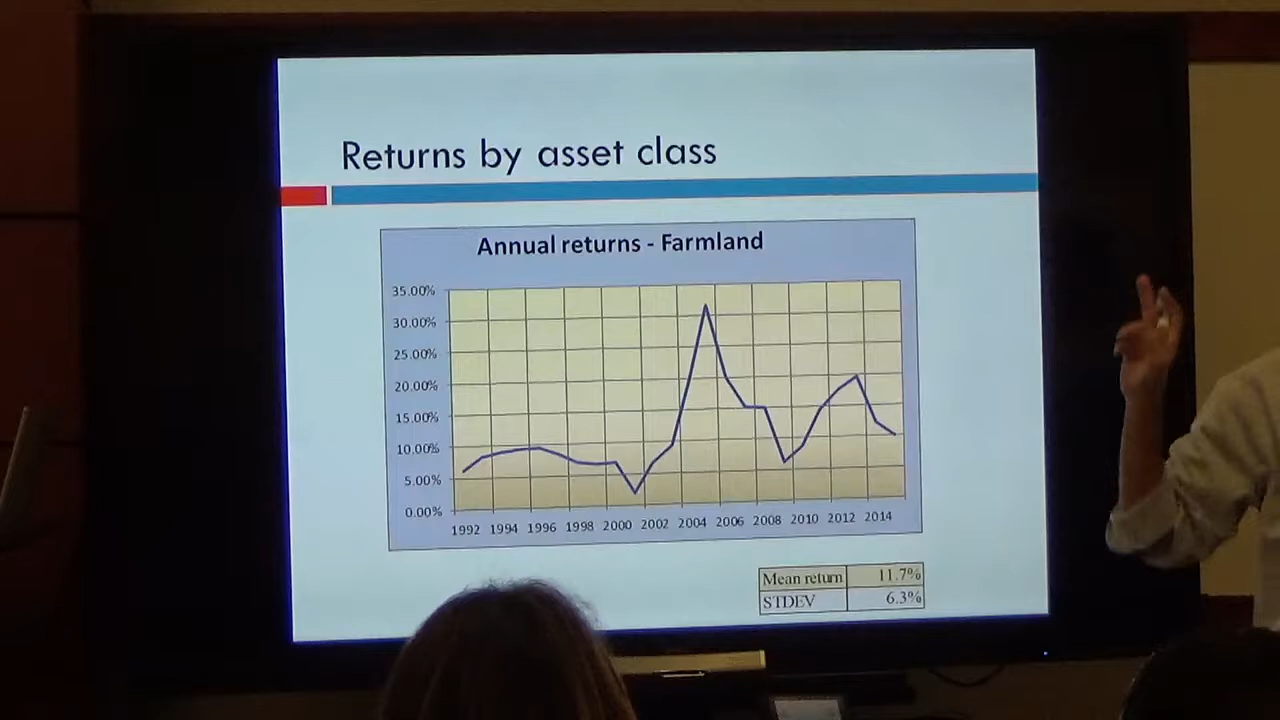 Returns by asset class
Annual returns - Farmland
35.00%
30.00%
25.00%
20.00%
15.00%
10.00%
5.00%
0.00%
1992 1994 1996 1998 2000 2002 2004 2006 2008 2010 2012 2014
Mean return 11.7%
STDEV 6.3%